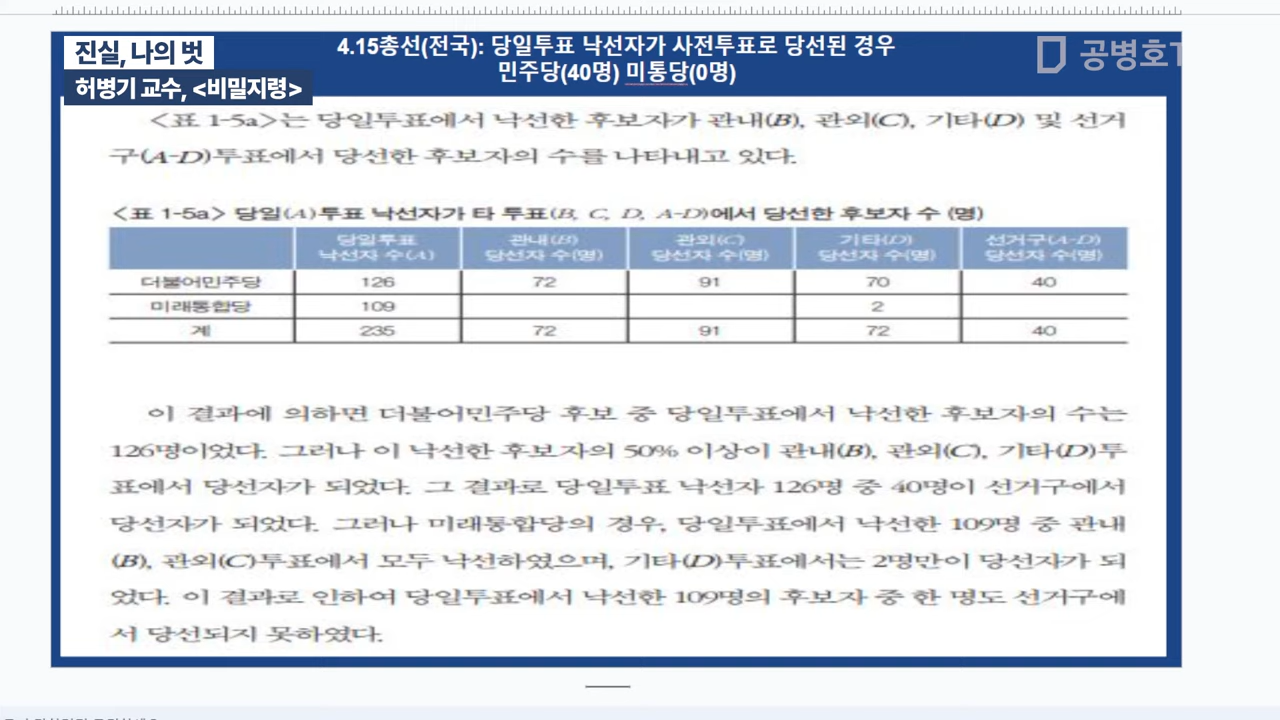 진실, 나의 벗
허병기 교수, <비밀지령>
4.15총선(전국): 당일투표 낙선자가 사전투표로 당선된 경우
민주당(40명) 미통당(0명)
공병호T
<표 1-5a>는 당일투표에서 낙선한 후보자가 관내(B), 관외(C), 기타(D) 및 선거
구(A-D)투표에서 당선한 후보자의 수를 나타내고 있다.
<표 1-5a> 당일(A)투표 낙선자가 타 투표(B, C, D, A-D)에서 당선한 후보자 수 (명)
당일투표 관내(B) 관외(C) 기타(D) 선거구(A-D)
낙선자 수(A) 당선자 수(명) 당선자 수(명) 당선자 수(명) 당선자 수(명)
더불어민주당 126 72 91 70 40
미래통합당 109 2
계 235 72 91 72 40
이 결과에 의하면 더불어민주당 후보 중 당일투표에서 낙선한 후보자의 수는
126명이었다. 그러나 이 낙선한 후보자의 50% 이상이 관내(B), 관외(C), 기타(D)투
표에서 당선자가 되었다. 그 결과로 당일투표 낙선자 126명 중 40명이 선거구에서
당선자가 되었다. 그러나 미래통합당의 경우, 당일투표에서 낙선한 109명 중 관내
(B), 관외(C)투표에서 모두 낙선하였으며, 기타(D)투표에서는 2명만이 당선자가 되
었다. 이 결과로 인하여 당일투표에서 낙선한 109명의 후보자 중 한 명도 선거구에
서 당선되지 못하였다.